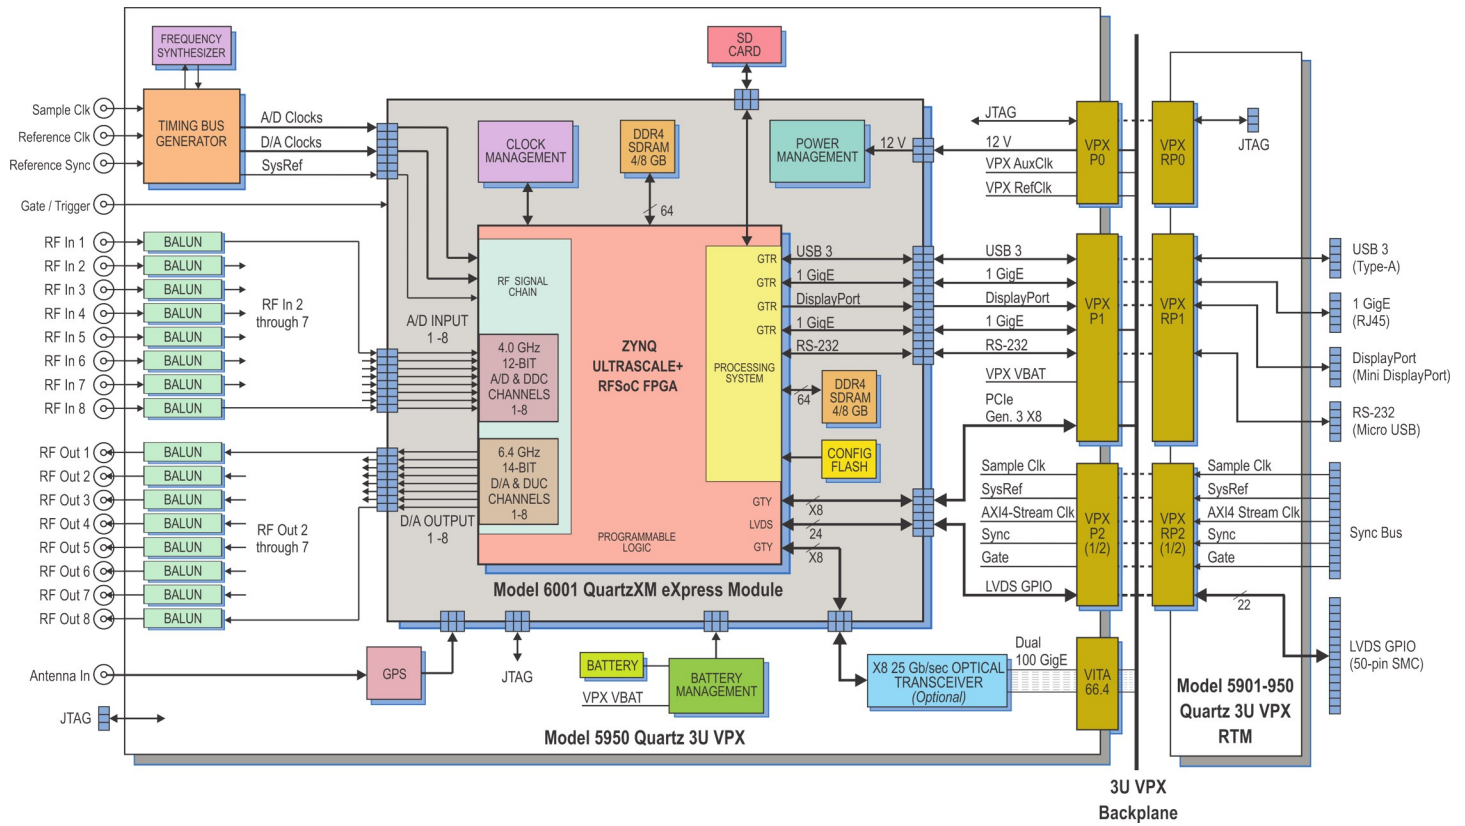 FREQUENCY
SYNTHESIZER
SD
CARD
Sample Clk
Reference Clk
Reference Sync
Gate / Trigger
TIMING BUS
GENERATOR
A/D Clocks
D/A Clocks
SysRef
CLOCK
MANAGEMENT
DDR4
SDRAM
4/8 GB
64
POWER
MANAGEMENT
12 V
JTAG
12 V
VPX AuxClk
VPX RefClk
VPX
P0
VPX
RP0
JTAG
RF In 1
RF In 2
RF In 3
RF In 4
RF In 5
RF In 6
RF In 7
RF In 8
BALUN
BALUN
BALUN
BALUN
BALUN
BALUN
BALUN
BALUN
RF In 2
through 7
A/D INPUT
1 -8
RF SIGNAL
CHAIN
4.0 GHz
12-BIT
A/D & DDC
CHANNELS
1-8
6.4 GHz
14-BIT
D/A & DUC
CHANNELS
1-8
D/A OUTPUT
1 -8
ZYNQ
ULTRASCALE+
RFSoC FPGA
PROGRAMMABLE
LOGIC
GTR
GTR
GTR
GTR
PROCESSING
SYSTEM
GTY
LVDS
GTY
USB 3
1 GigE
DisplayPort
1 GigE
RS-232
64
DDR4
SDRAM
4/8 GB
CONFIG
FLASH
X8
24
X8
USB 3
1 GigE
DisplayPort
1 GigE
RS-232
VPX VBAT
PCIe
Gen. 3 X8
VPX
P1
VPX
RP1
USB 3
(Type-A)
1 GigE
(RJ45)
DisplayPort
(Mini DisplayPort)
RS-232
(Micro USB)
RF Out 1
RF Out 2
RF Out 3
RF Out 4
RF Out 5
RF Out 6
RF Out 7
RF Out 8
BALUN
BALUN
BALUN
BALUN
BALUN
BALUN
BALUN
BALUN
RF Out 2
through 7
Sample Clk
SysRef
AXI4-Stream Clk
Sync
Gate
LVDS GPIO
VPX
P2
(1/2)
VPX
RP2
(1/2)
Sample Clk
SysRef
AXI4 Stream Clk
Sync
Gate
22
Sync Bus
LVDS GPIO
(50-pin SMC)
Model 6001 QuartzXM eXpress Module
Antenna In
GPS
JTAG
JTAG
BATTERY
VPX VBAT
BATTERY
MANAGEMENT
X8 25 Gb/sec OPTICAL
TRANSCEIVER
(Optional)
Dual
100 GigE
VITA
66.4
Model 5901-950
Quartz 3U VPX
RTM
Model 5950 Quartz 3U VPX
3U VPX
Backplane